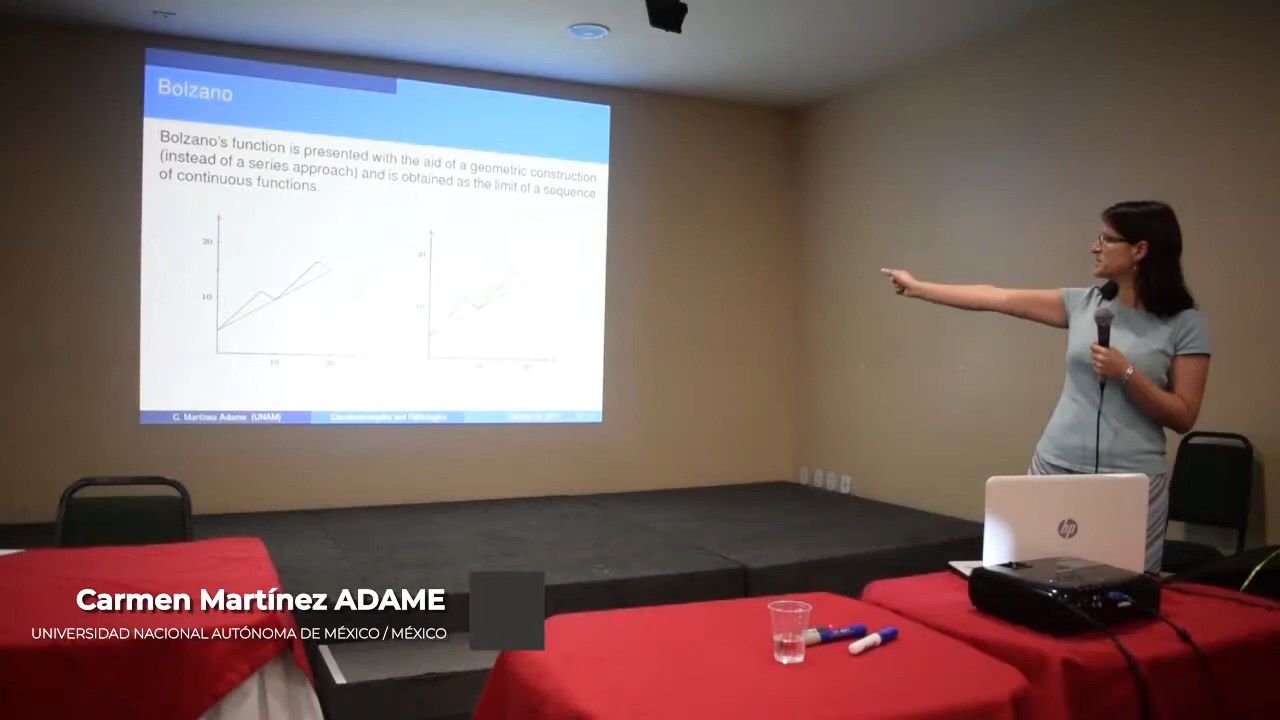 Bolzano
Bolzano's function is presented with the aid of a geometric construction
(instead of a series approach) and is obtained as the limit of a sequence
of continuous functions.
20
10
10
20
20
10
10
20
C. Martínez Adame (UNAM)
hp
Carmen Martínez ADAME
UNIVERSIDAD NACIONAL AUTÓNOMA DE MÉXICO / MÉXICO